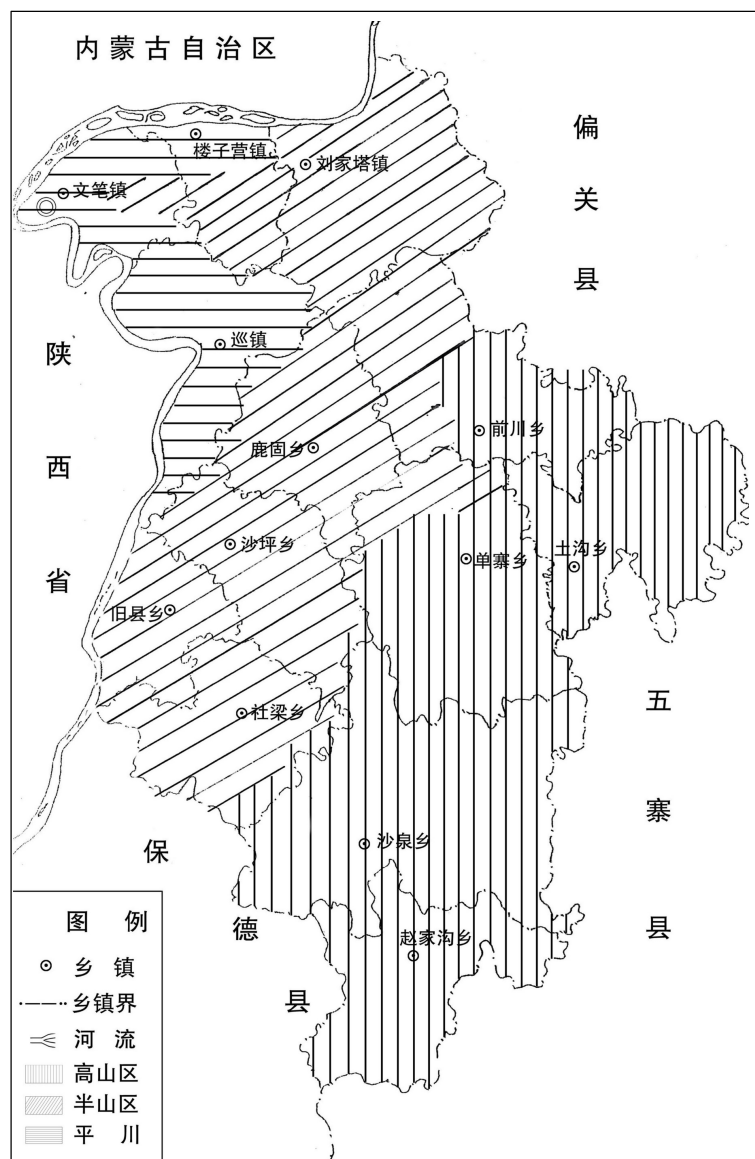 内蒙古自治区
偏关县
楼子营镇
刘家塔镇
文笔镇
陕西省
巡镇
前川乡
鹿固乡
沙坪乡
单寨乡
土沟乡
旧县乡
社梁乡
五寨县
沙泉乡
保德县
赵家沟乡
图 例
乡 镇
乡镇界
河 流
高山区
半山区
平 川